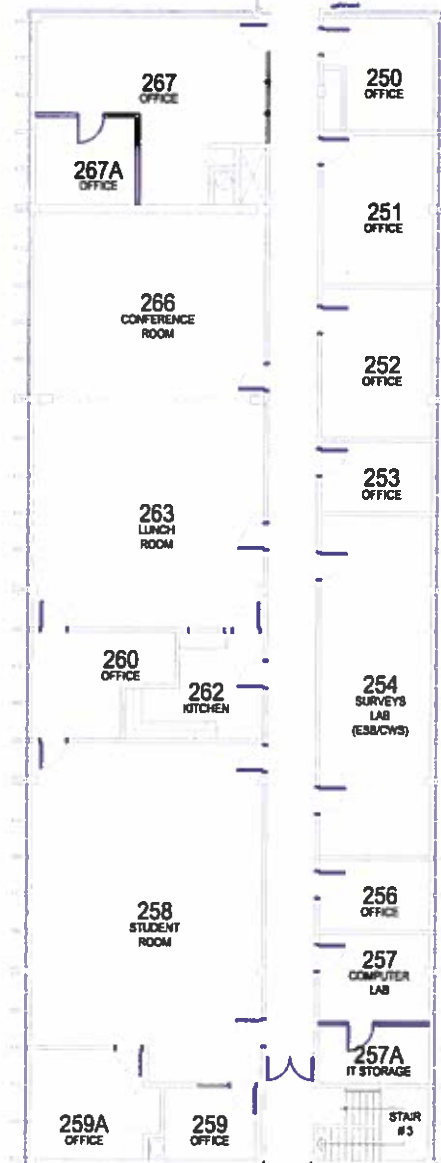 267
OFFICE
267A
OFFICE
250
OFFICE
251
OFFICE
266
CONFERENCE
ROOM
252
OFFICE
253
OFFICE
263
LUNCH
ROOM
260
OFFICE
262
KITCHEN
254
SURVEYS
LAB
(ESB/CWS)
258
STUDENT
ROOM
256
OFFICE
257
COMPUTER
LAB
257A
IT STORAGE
259A
OFFICE
259
OFFICE
STAIR
#3